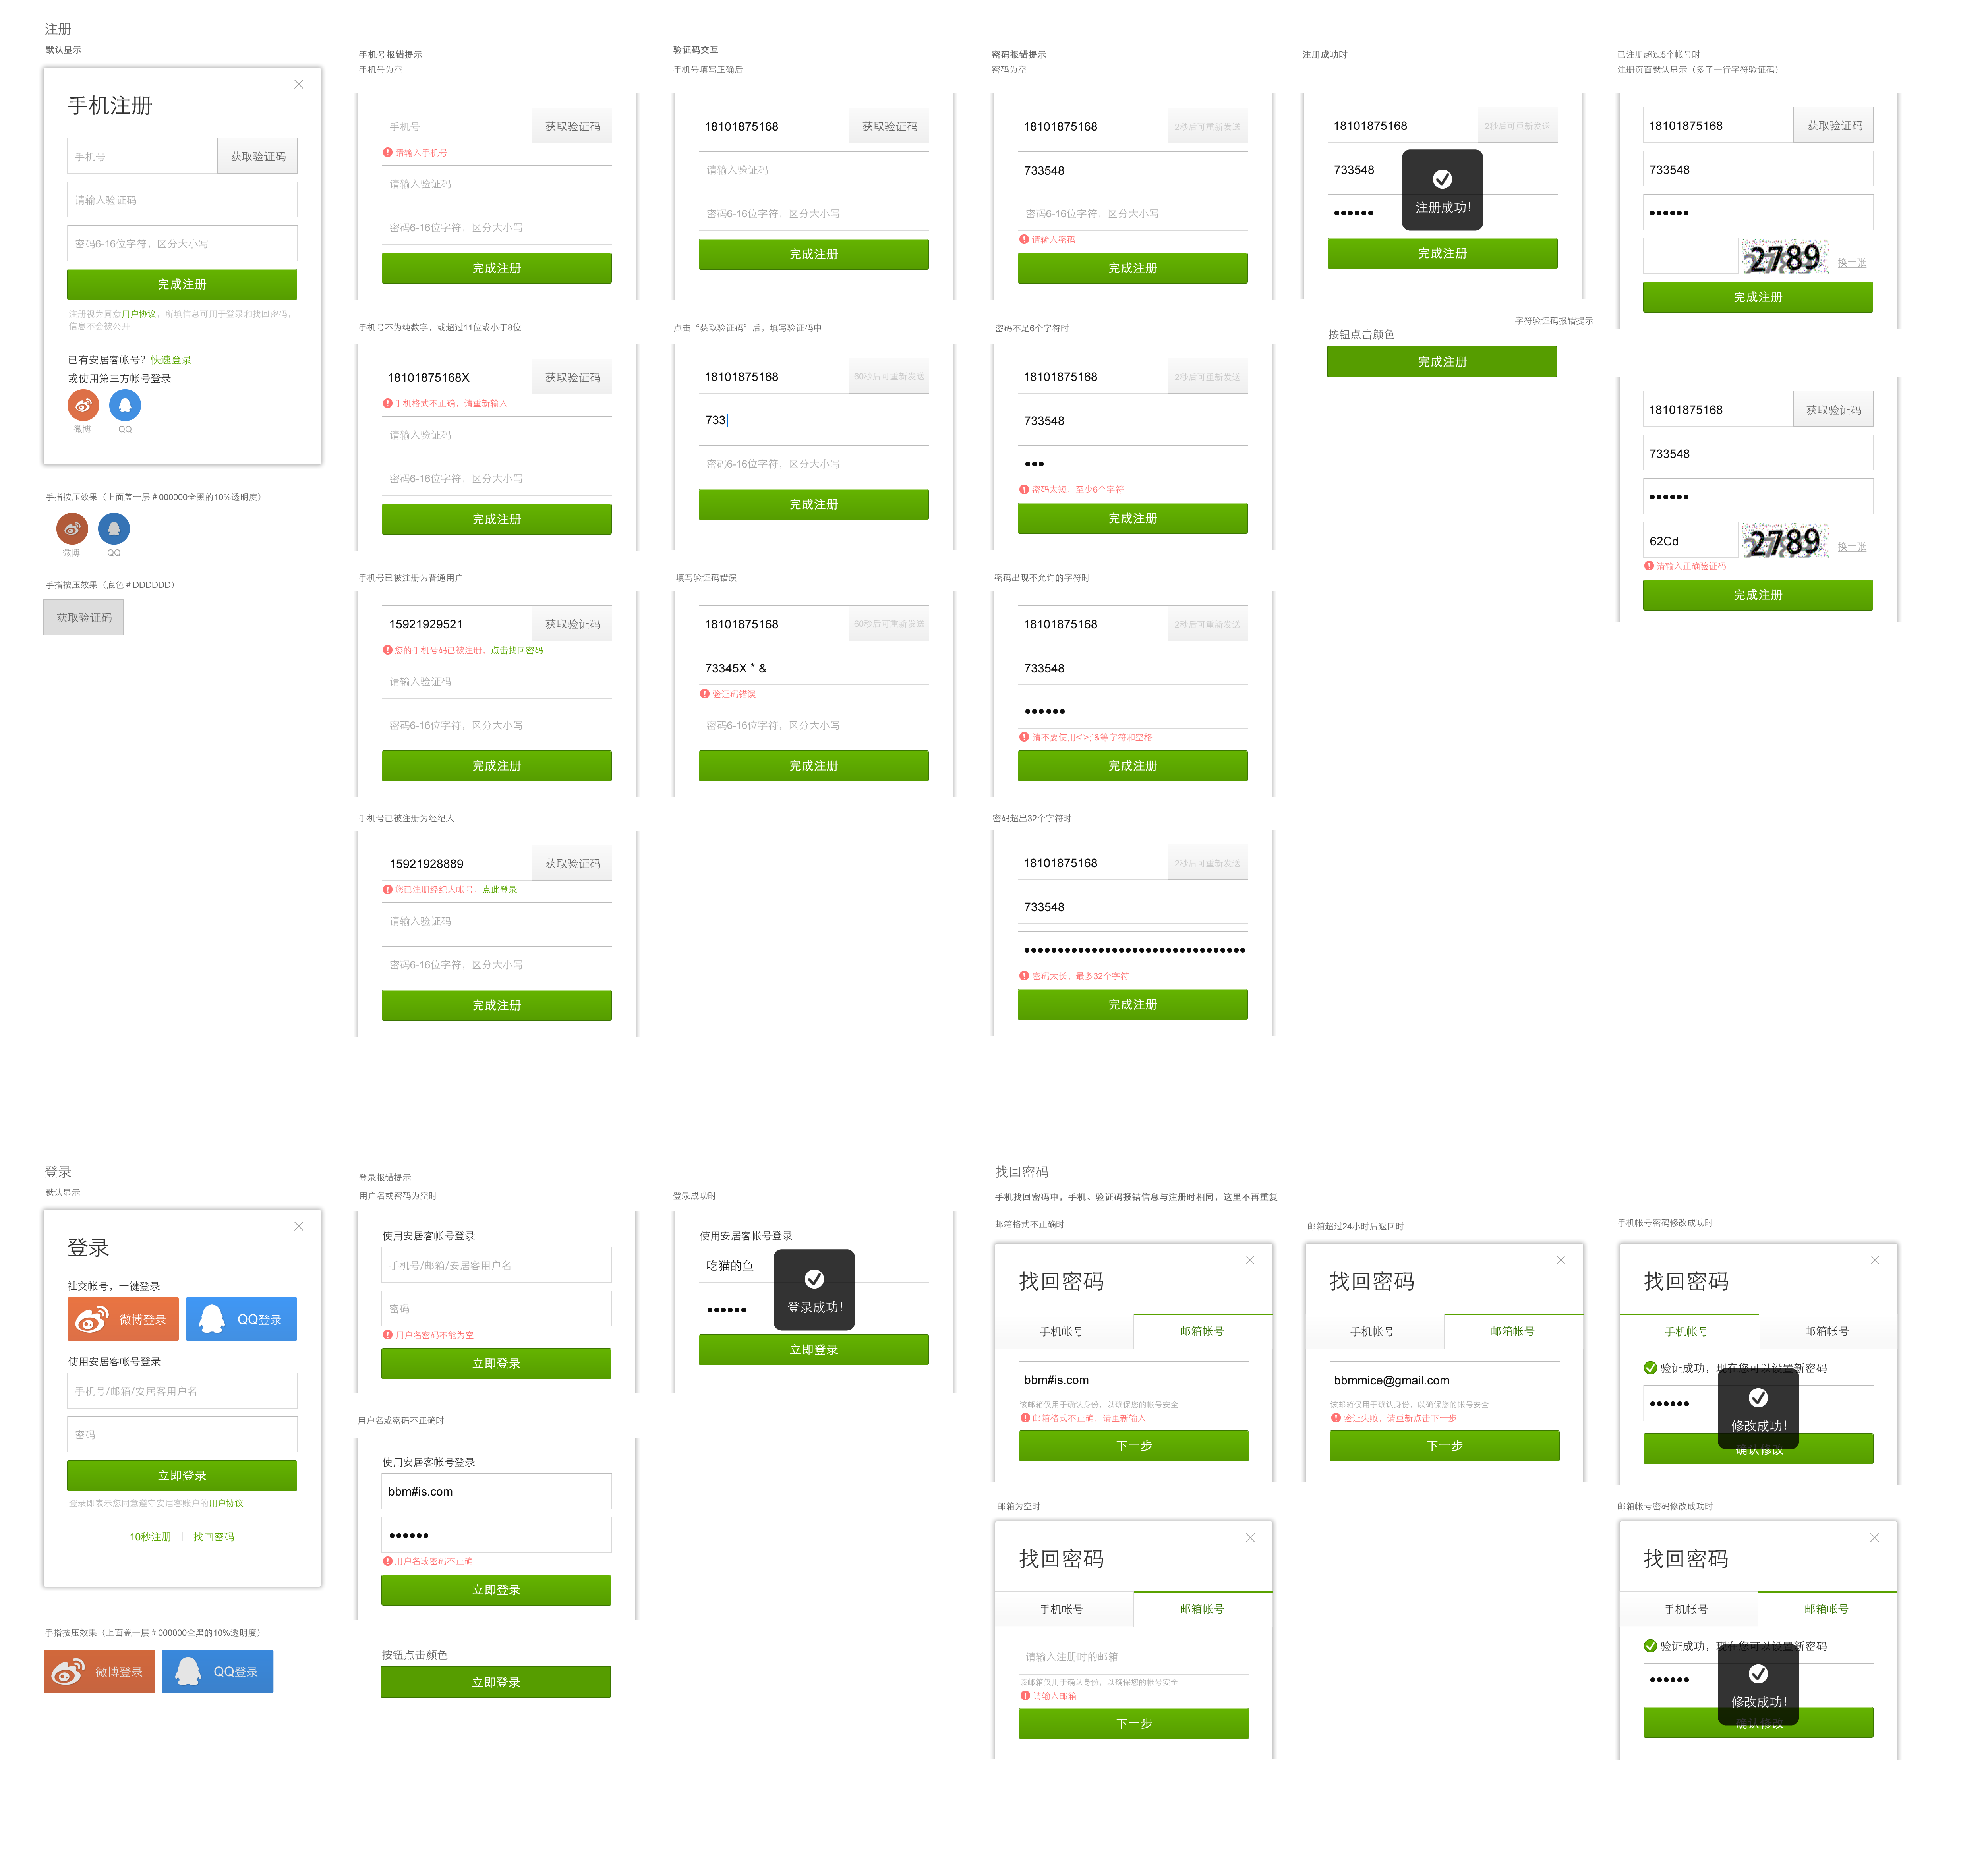 注册
默认显示
手机注册
手机号
获取验证码
请输入验证码
密码6-16位字符，区分大小写
完成注册
注册视为同意用户协议，所填信息可用于登录和找回密码，
信息不会被公开
已有安居客帐号？ 快速登录
或使用第三方帐号登录
微博
QQ
手指按压效果（上面盖一层＃000000全黑的10%透明度）
微博
QQ
手指按压效果（底色＃DDDDDD）
获取验证码
手机号报错提示
手机号为空
手机号
获取验证码
请输入手机号
请输入验证码
密码6-16位字符，区分大小写
完成注册
手机号不为纯数字，或超过11位或小于8位
18101875168X
获取验证码
手机格式不正确，请重新输入
请输入验证码
密码6-16位字符，区分大小写
完成注册
手机号已被注册为普通用户
15921929521
获取验证码
您的手机号码已被注册，点击找回密码
请输入验证码
密码6-16位字符，区分大小写
完成注册
手机号已被注册为经纪人
15921928889
获取验证码
您已注册经纪人帐号，点此登录
请输入验证码
密码6-16位字符，区分大小写
完成注册
验证码交互
手机号填写正确后
18101875168
获取验证码
请输入验证码
密码6-16位字符，区分大小写
完成注册
点击“获取验证码”后，填写验证码中
18101875168
60秒后可重新发送
733
密码6-16位字符，区分大小写
完成注册
填写验证码错误
18101875168
60秒后可重新发送
73345X * &
验证码错误
密码6-16位字符，区分大小写
完成注册
密码报错提示
密码为空
18101875168
2秒后可重新发送
733548
密码6-16位字符，区分大小写
请输入密码
完成注册
密码不足6个字符时
18101875168
2秒后可重新发送
733548
●●●
密码太短，至少6个字符
完成注册
密码出现不允许的字符时
18101875168
2秒后可重新发送
733548
●●●●●●
请不要使用<">;'&等字符和空格
完成注册
密码超出32个字符时
18101875168
2秒后可重新发送
733548
密码太长，最多32个字符
完成注册
注册成功时
18101875168
2秒后可重新发送
733548
●●●●●●
注册成功!
完成注册
按钮点击颜色
完成注册
已注册超过5个帐号时
注册页面默认显示（多了一行字符验证码）
18101875168
获取验证码
733548
●●●●●●
2789
换一张
完成注册
字符验证码报错提示
18101875168
获取验证码
733548
●●●●●●
62Cd
2789
换一张
请输入正确验证码
完成注册
登录
默认显示
登录
社交帐号，一键登录
微博登录
QQ登录
使用安居客帐号登录
手机号/邮箱/安居客用户名
密码
立即登录
登录即表示您同意遵守安居客账户的用户协议
10秒注册
找回密码
手指按压效果（上面盖一层＃000000全黑的10%透明度）
微博登录
QQ登录
登录报错提示
用户名或密码为空时
使用安居客帐号登录
手机号/邮箱/安居客用户名
密码
用户名密码不能为空
立即登录
用户名或密码不正确时
使用安居客帐号登录
bbm#is.com
●●●●●●
用户名或密码不正确
立即登录
按钮点击颜色
立即登录
登录成功时
使用安居客帐号登录
吃猫的鱼
●●●●●●
登录成功!
立即登录
找回密码
手机找回密码中，手机、验证码报错信息与注册时相同，这里不再重复
邮箱格式不正确时
找回密码
手机帐号
邮箱帐号
bbm#is.com
该邮箱仅用于确认身份，以确保您的帐号安全
邮箱格式不正确，请重新输入
下一步
邮箱为空时
找回密码
手机帐号
邮箱帐号
请输入注册时的邮箱
该邮箱仅用于确认身份，以确保您的帐号安全
请输入邮箱
下一步
邮箱超过24小时后返回时
找回密码
手机帐号
邮箱帐号
bbmmice@gmail.com
该邮箱仅用于确认身份，以确保您的帐号安全
验证失败，请重新点击下一步
下一步
手机帐号密码修改成功时
找回密码
手机帐号
邮箱帐号
验证成功，现在您可以设置新密码
●●●●●●
修改成功!
确认修改
邮箱帐号密码修改成功时
找回密码
手机帐号
邮箱帐号
验证成功，现在您可以设置新密码
●●●●●●
修改成功!
确认修改